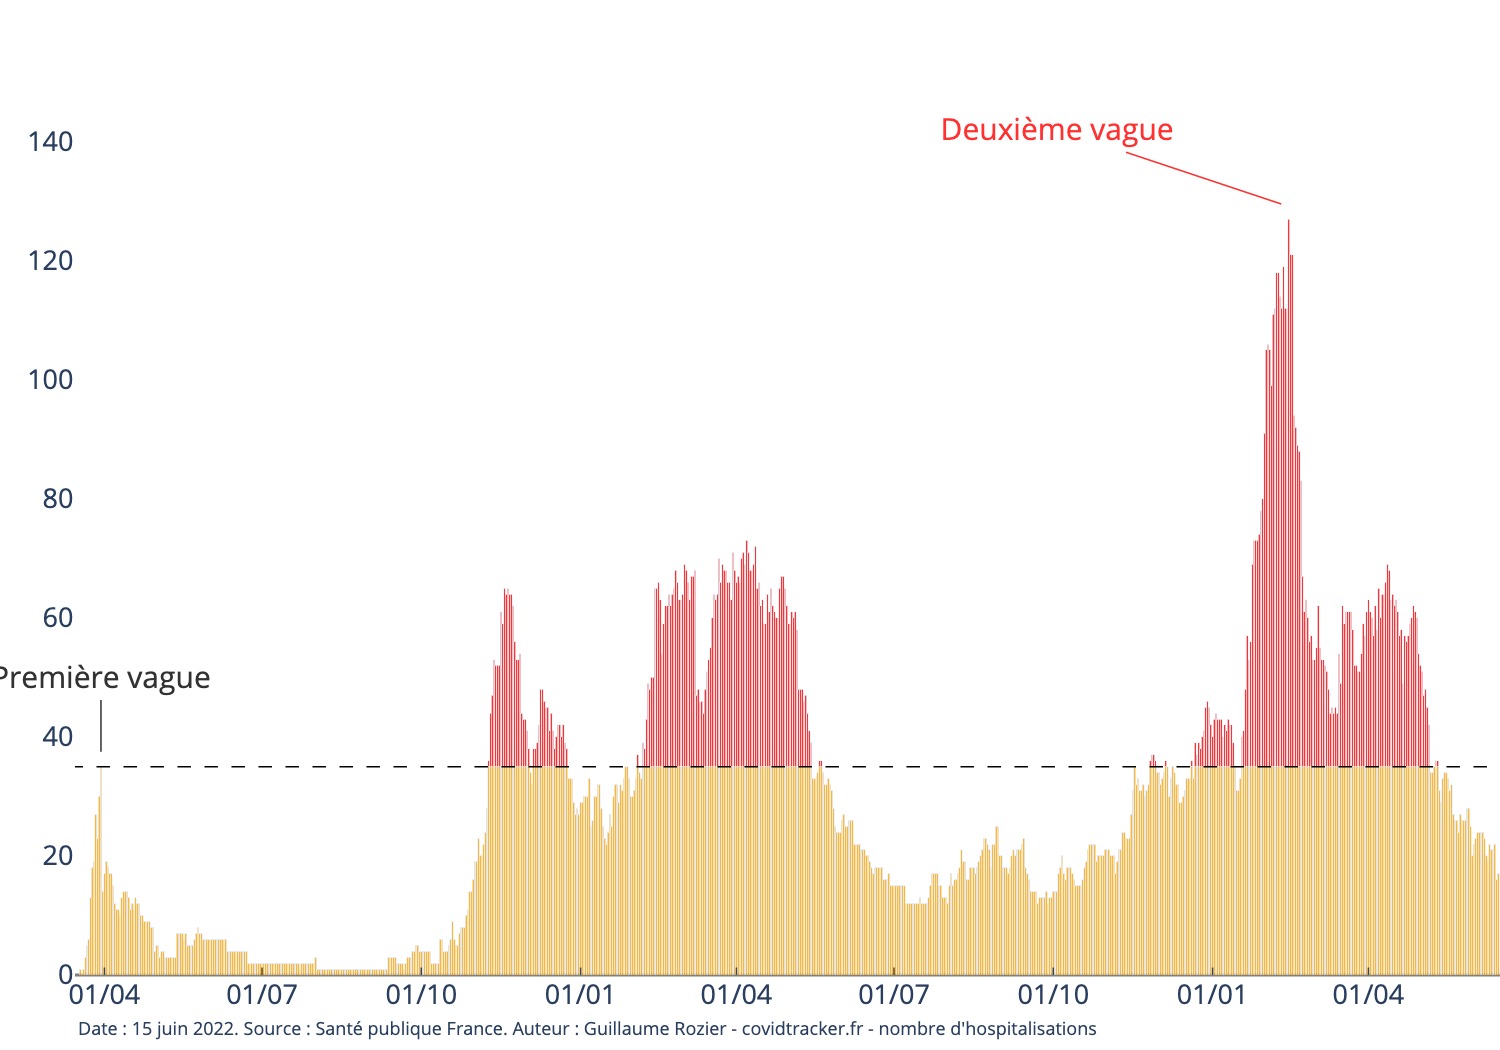 Deuxième vague
140
120
100
80
60
Première vague
40
20
0
01/04 01/07 01/10 01/01 01/04 01/07 01/10 01/01 01/04
Date : 15 juin 2022. Source : Santé publique France. Auteur : Guillaume Rozier - covidtracker.fr - nombre d'hospitalisations